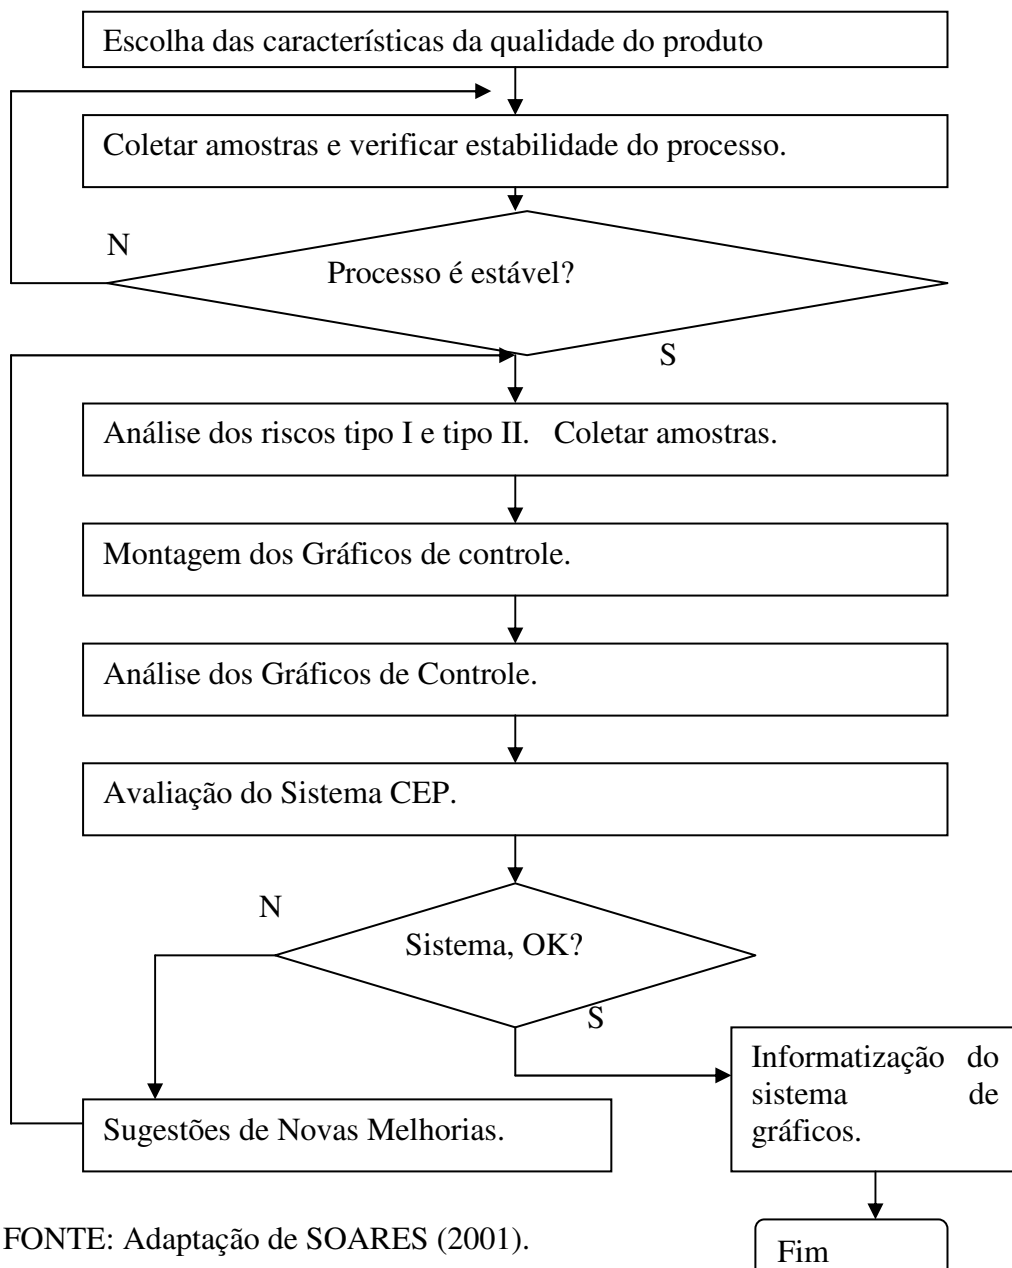 Escolha das características da qualidade do produto
Coletar amostras e verificar estabilidade do processo.
N
Processo é estável?
S
Análise dos riscos tipo I e tipo II.   Coletar amostras.
Montagem dos Gráficos de controle.
Análise dos Gráficos de Controle.
Avaliação do Sistema CEP.
N
Sistema, OK?
S
Informatização do
sistema de
gráficos.
Sugestões de Novas Melhorias.
FONTE: Adaptação de SOARES (2001).
Fim